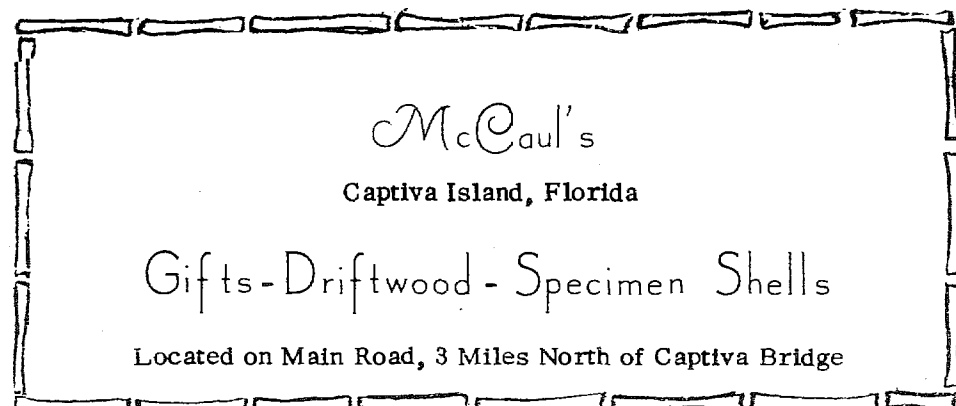 McCaul's
Captiva Island, Florida
Gifts - Driftwood - Specimen Shells
Located on Main Road, 3 Miles North of Captiva Bridge